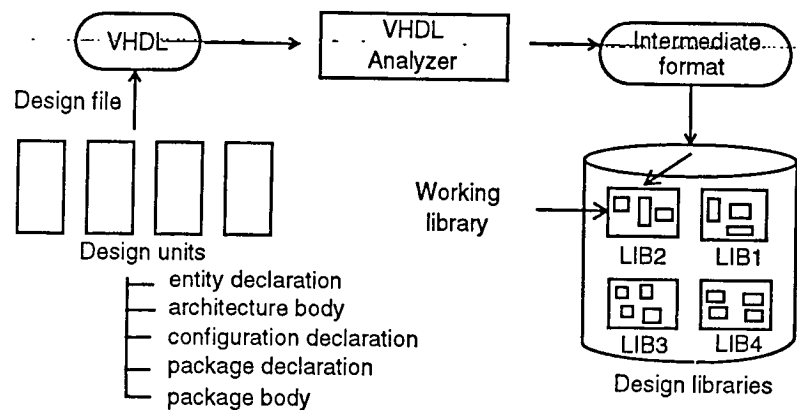 VHDL
VHDL
Analyzer
Intermediate
format
Design file
Working
library
LIB2
LIB1
Design units
entity declaration
architecture body
configuration declaration
package declaration
package body
LIB3
LIB4
Design libraries